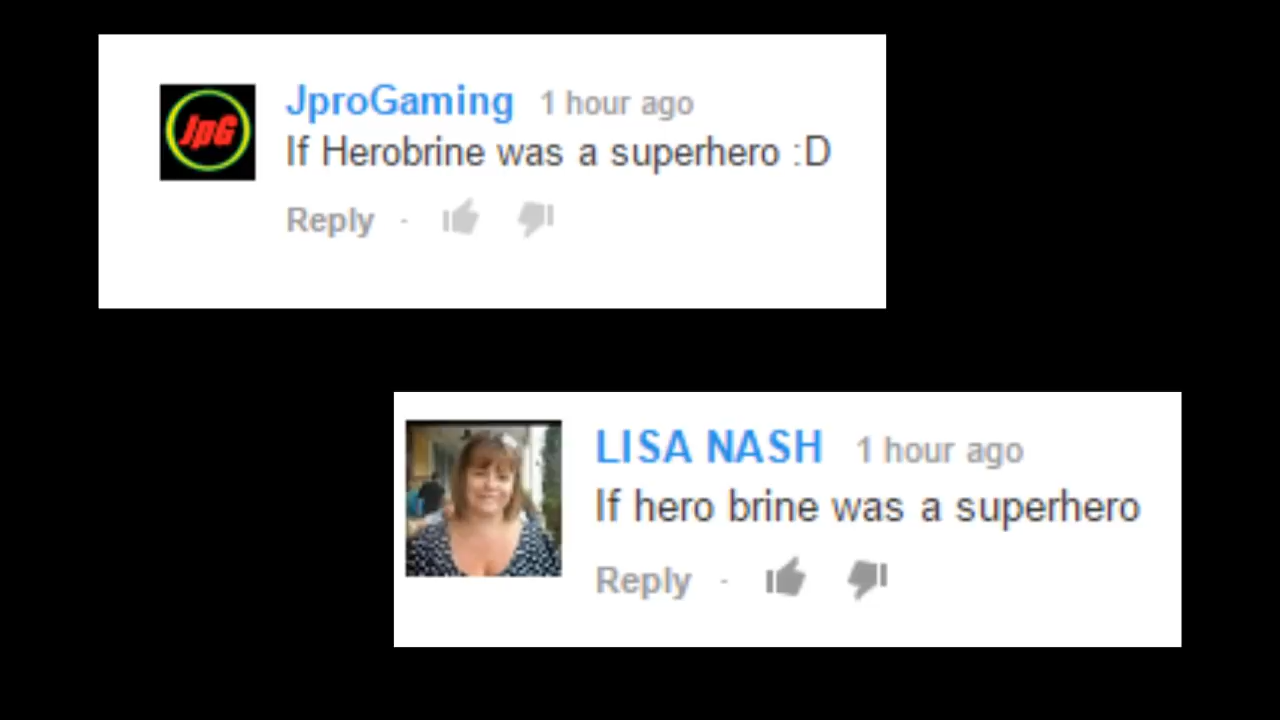 JpG
JproGaming 1 hour ago
If Herobrine was a superhero :D
Reply ·
LISA NASH 1 hour ago
If hero brine was a superhero
Reply ·